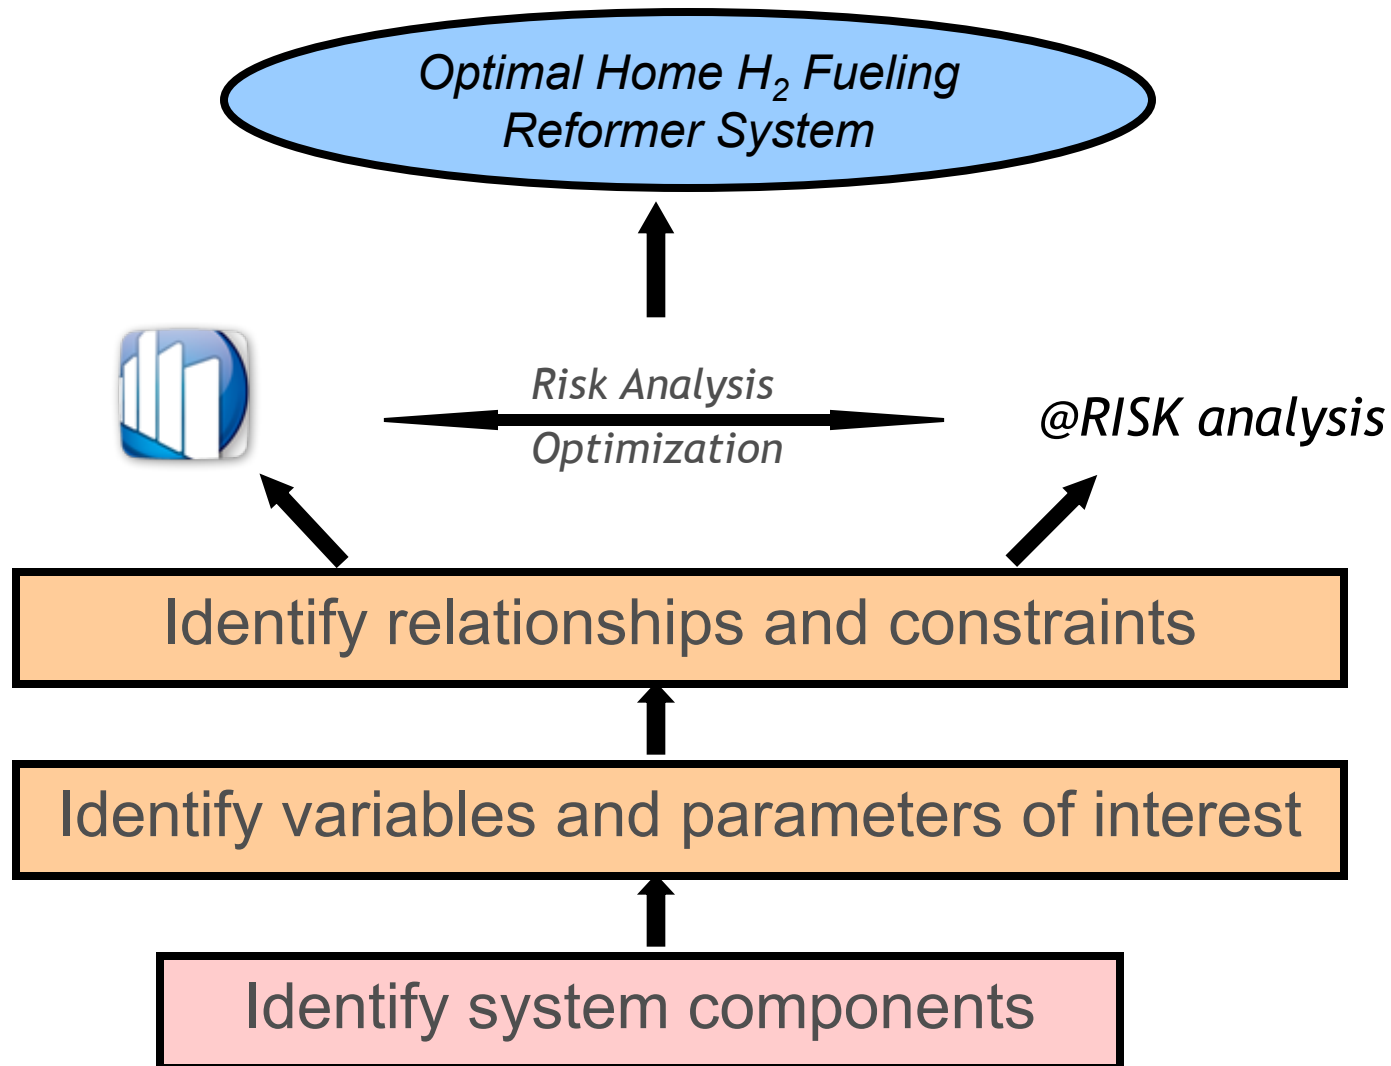 Optimal Home H₂ Fueling
Reformer System
Risk Analysis
Optimization
@RISK analysis
Identify relationships and constraints
Identify variables and parameters of interest
Identify system components